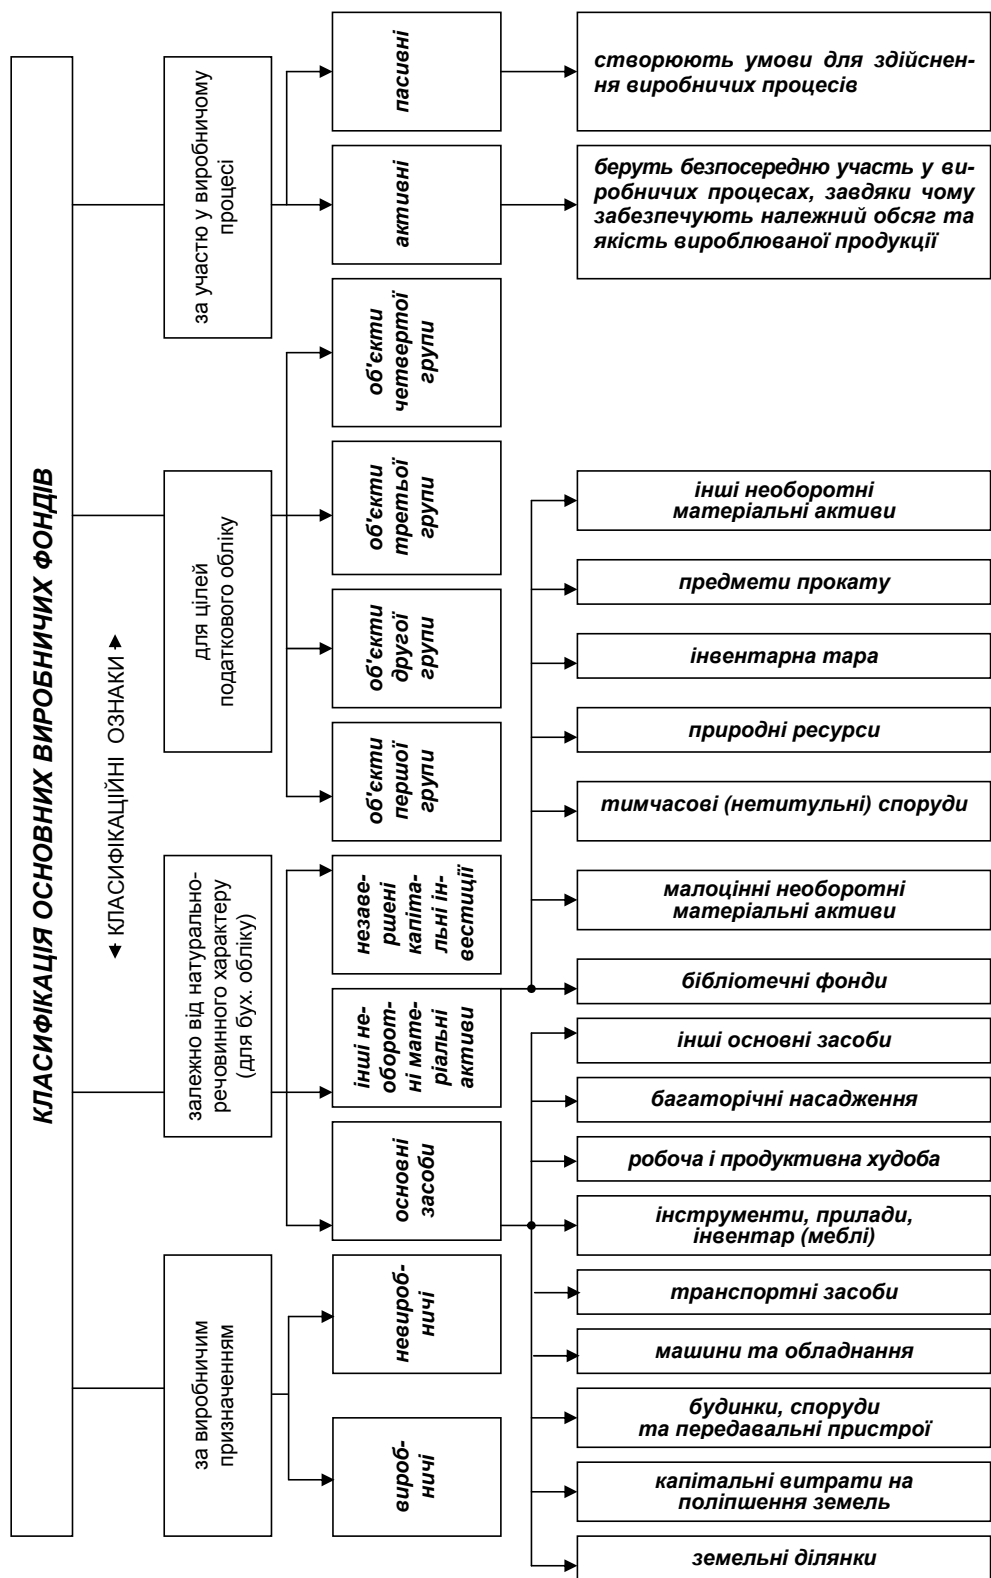 КЛАСИФІКАЦІЯ ОСНОВНИХ ВИРОБНИЧИХ ФОНДІВ
КЛАСИФІКАЦІЙНІ ОЗНАКИ
за участю у виробничому
процесі
для цілей
податкового обліку
залежно від натурально-
речовинного характеру
(для бух. обліку)
за виробничим
призначенням
пасивні
активні
об'єкти
четвертої
групи
об'єкти
третьої
групи
об'єкти
другої
групи
об'єкти
першої
групи
незаве-
ршені
капіта-
льні ін-
вестиції
інші не-
оборот-
ні мате-
ріальні
активи
основні
засоби
невироб-
ничі
вироб-
ничі
створюють умови для здійснен-
ня виробничих процесів
беруть безпосередню участь у ви-
робничих процесах, завдяки чому
забезпечують належний обсяг та
якість вироблюваної продукції
інші необоротні
матеріальні активи
предмети прокату
інвентарна тара
природні ресурси
тимчасові (нетитульні) споруди
малоцінні необоротні
матеріальні активи
бібліотечні фонди
інші основні засоби
багаторічні насадження
робоча і продуктивна худоба
інструменти, прилади,
інвентар (меблі)
транспортні засоби
машини та обладнання
будинки, споруди
та передавальні пристрої
капітальні витрати на
поліпшення земель
земельні ділянки